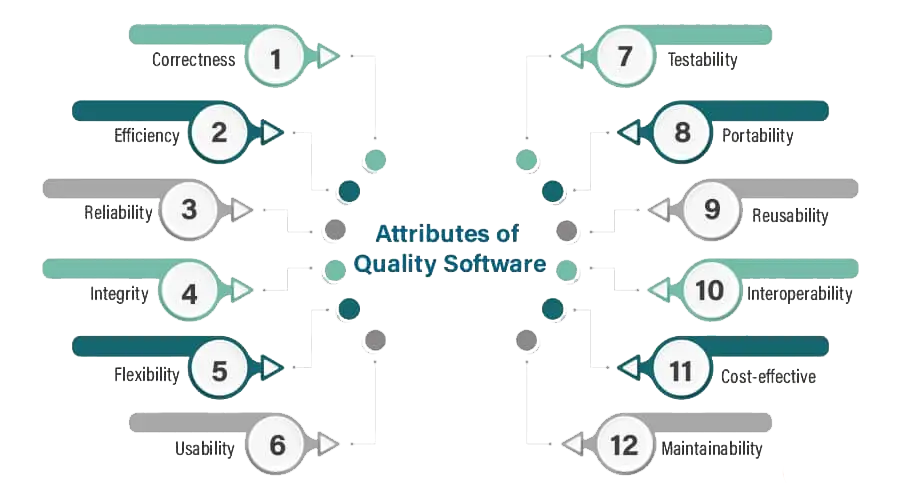 Attributes of
Quality Software
1
Correctness
2
Efficiency
3
Reliability
4
Integrity
5
Flexibility
6
Usability
7
Testability
8
Portability
9
Reusability
10
Interoperability
11
Cost-effective
12
Maintainability